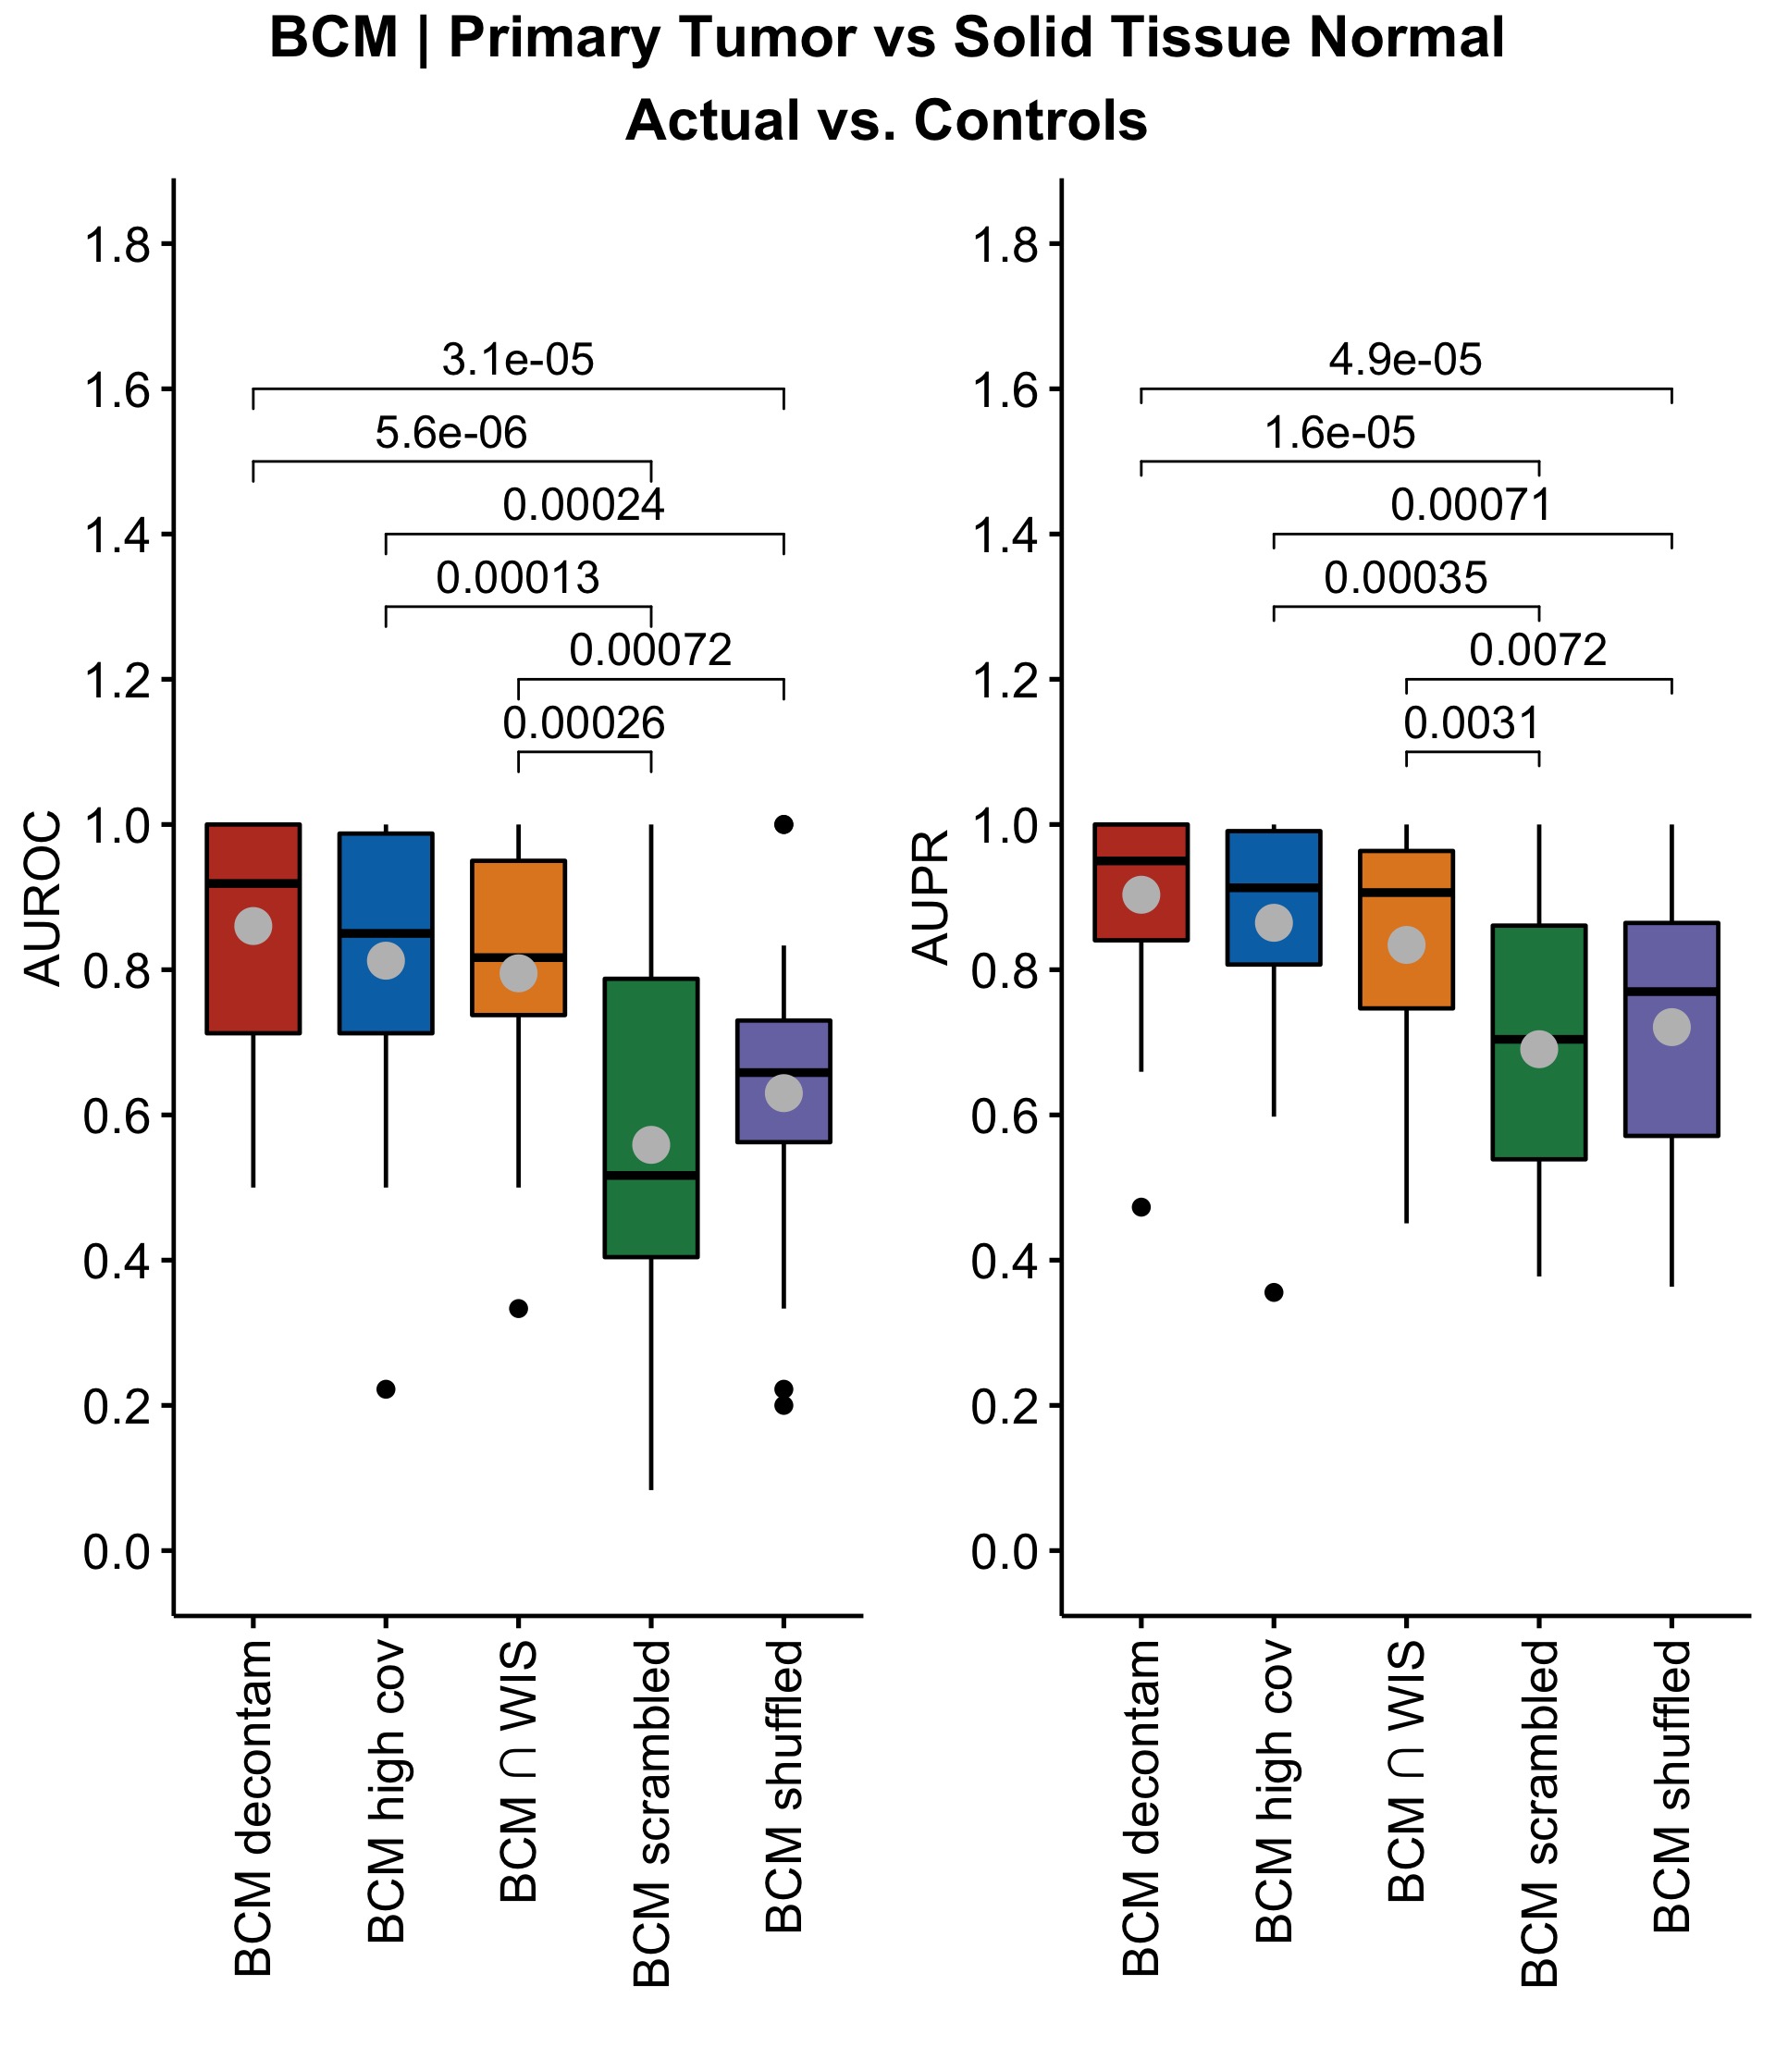 BCM | Primary Tumor vs Solid Tissue Normal
Actual vs. Controls
AUROC
1.8
1.6
1.4
1.2
1.0
0.8
0.6
0.4
0.2
0.0
3.1e-05
5.6e-06
0.00024
0.00013
0.00072
0.00026
BCM decontam
BCM high cov
BCM ∩ WIS
BCM scrambled
BCM shuffled
AUPR
1.8
1.6
1.4
1.2
1.0
0.8
0.6
0.4
0.2
0.0
4.9e-05
1.6e-05
0.00071
0.00035
0.0072
0.0031
BCM decontam
BCM high cov
BCM ∩ WIS
BCM scrambled
BCM shuffled